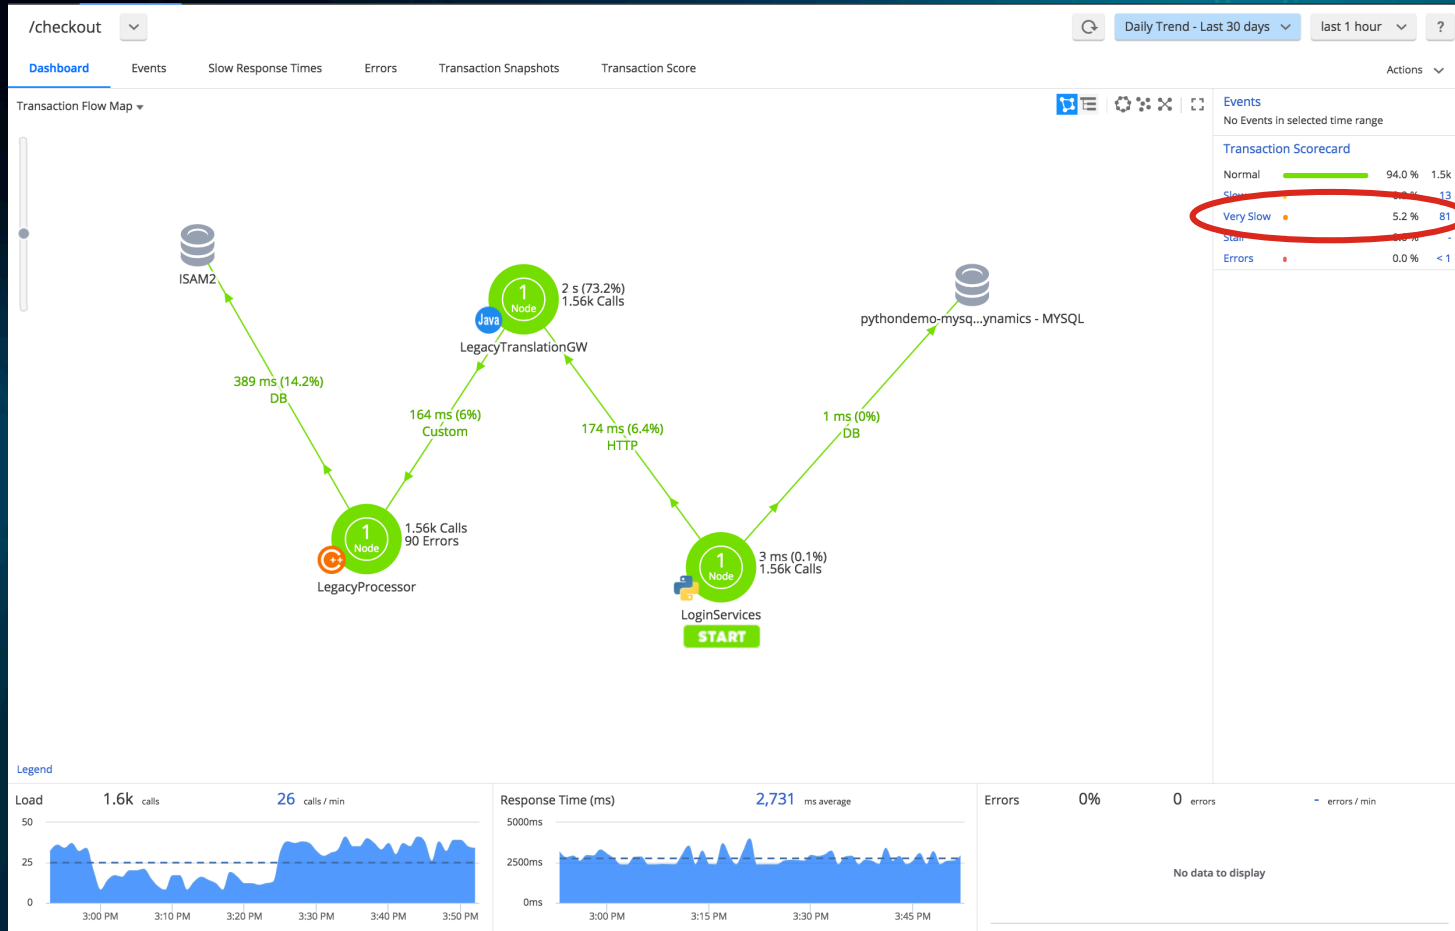 /checkout
Daily Trend - Last 30 days
last 1 hour
?
Dashboard
Events
Slow Response Times
Errors
Transaction Snapshots
Transaction Score
Actions
Transaction Flow Map
Events
No Events in selected time range
Transaction Scorecard
Normal 94.0 % 1.5k
Slow 13
Very Slow 5.2 % 81
Stall -
Errors 0.0 % < 1
ISAM2
1
Node
Java
2 s (73.2%)
1.56k Calls
LegacyTranslationGW
pythondemo-mysq...ynamics - MYSQL
389 ms (14.2%)
DB
164 ms (6%)
Custom
174 ms (6.4%)
HTTP
1 ms (0%)
DB
1
Node
C++
1.56k Calls
90 Errors
LegacyProcessor
1
Node
3 ms (0.1%)
1.56k Calls
LoginServices
START
Legend
Load 1.6k calls 26 calls / min
50
25
0
3:00 PM 3:10 PM 3:20 PM 3:30 PM 3:40 PM 3:50 PM
Response Time (ms) 2,731 ms average
5000ms
2500ms
0ms
3:00 PM 3:15 PM 3:30 PM 3:45 PM
Errors 0% 0 errors - errors / min
No data to display